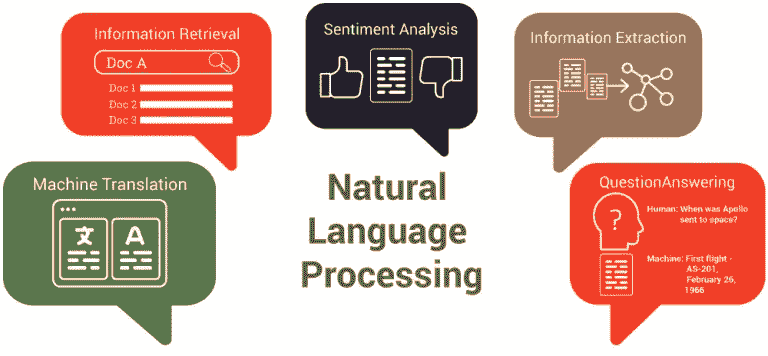 Information Retrieval
Doc A
Doc 1
Doc 2
Doc 3
Sentiment Analysis
Information Extraction
Machine Translation
文 A
Natural
Language
Processing
QuestionAnswering
?
Human: When was Apollo
sent to space?
Machine: First flight -
AS-201,
February 26,
1966